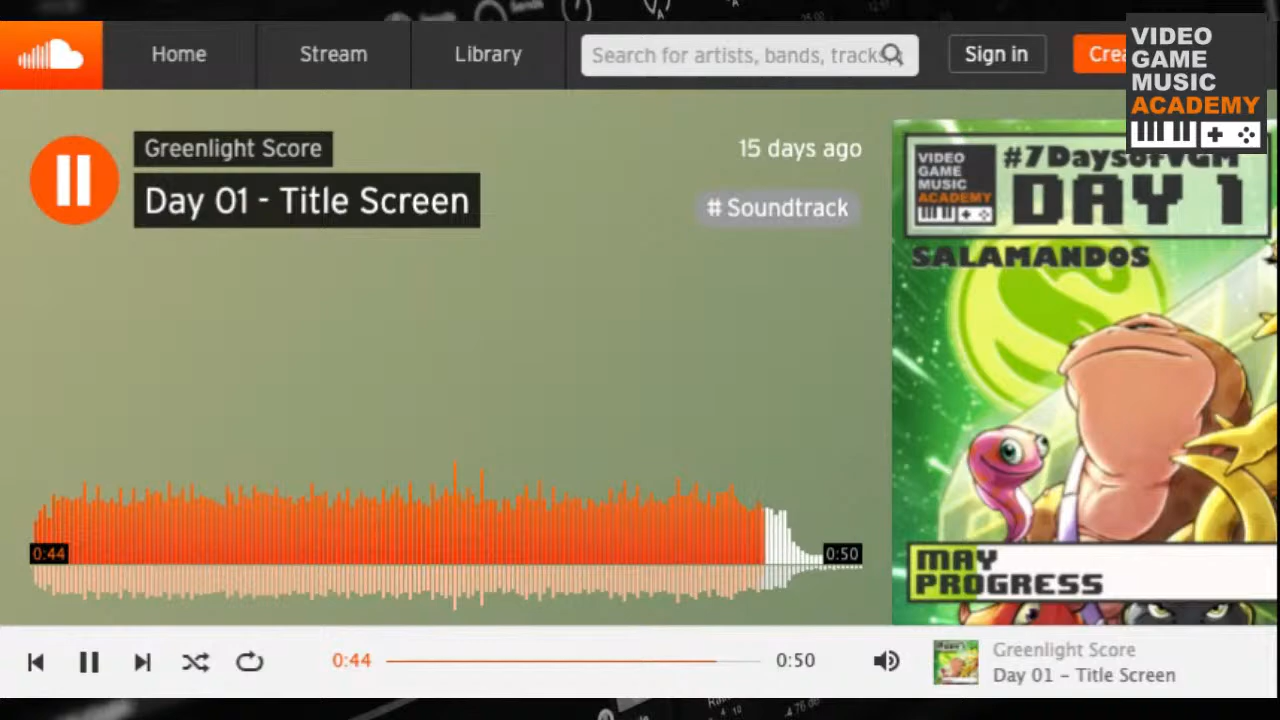 Home
Stream
Library
Search for artists, bands, tracks
Sign in
Crea
VIDEO
GAME
MUSIC
ACADEMY
Greenlight Score
15 days ago
Day 01 - Title Screen
# Soundtrack
VIDEO
GAME
MUSIC
ACADEMY
#7DaysofVGM
DAY 1
SALAMANDOS
0:44
0:50
MAY
PROGRESS
0:44
0:50
Greenlight Score
Day 01 - Title Screen